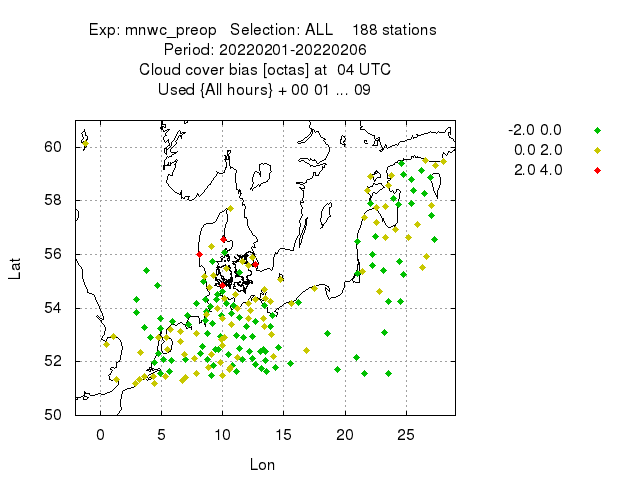 Exp: mnwc_preop   Selection: ALL    188 stations
Period: 20220201-20220206
Cloud cover bias [octas] at  04 UTC
Used {All hours} + 00 01 ... 09
-2.0 0.0
0.0 2.0
2.0 4.0
60
58
56
54
52
50
Lat
0 5 10 15 20 25
Lon